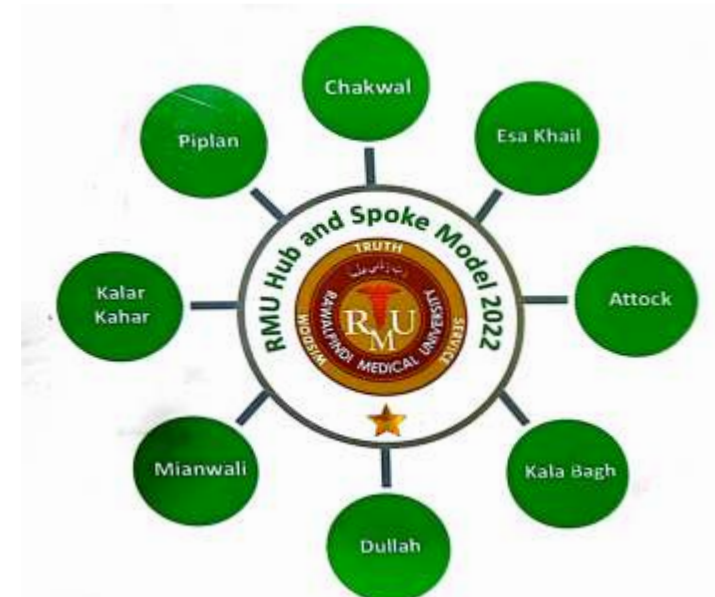 Chakwal
Esa Khail
Attock
Kala Bagh
Dullah
Mianwali
Kalar
Kahar
Piplan
RMU Hub and Spoke Model 2022
TRUTH
WISDOM
SERVICE
RAWALPINDI MEDICAL UNIVERSITY
RMU